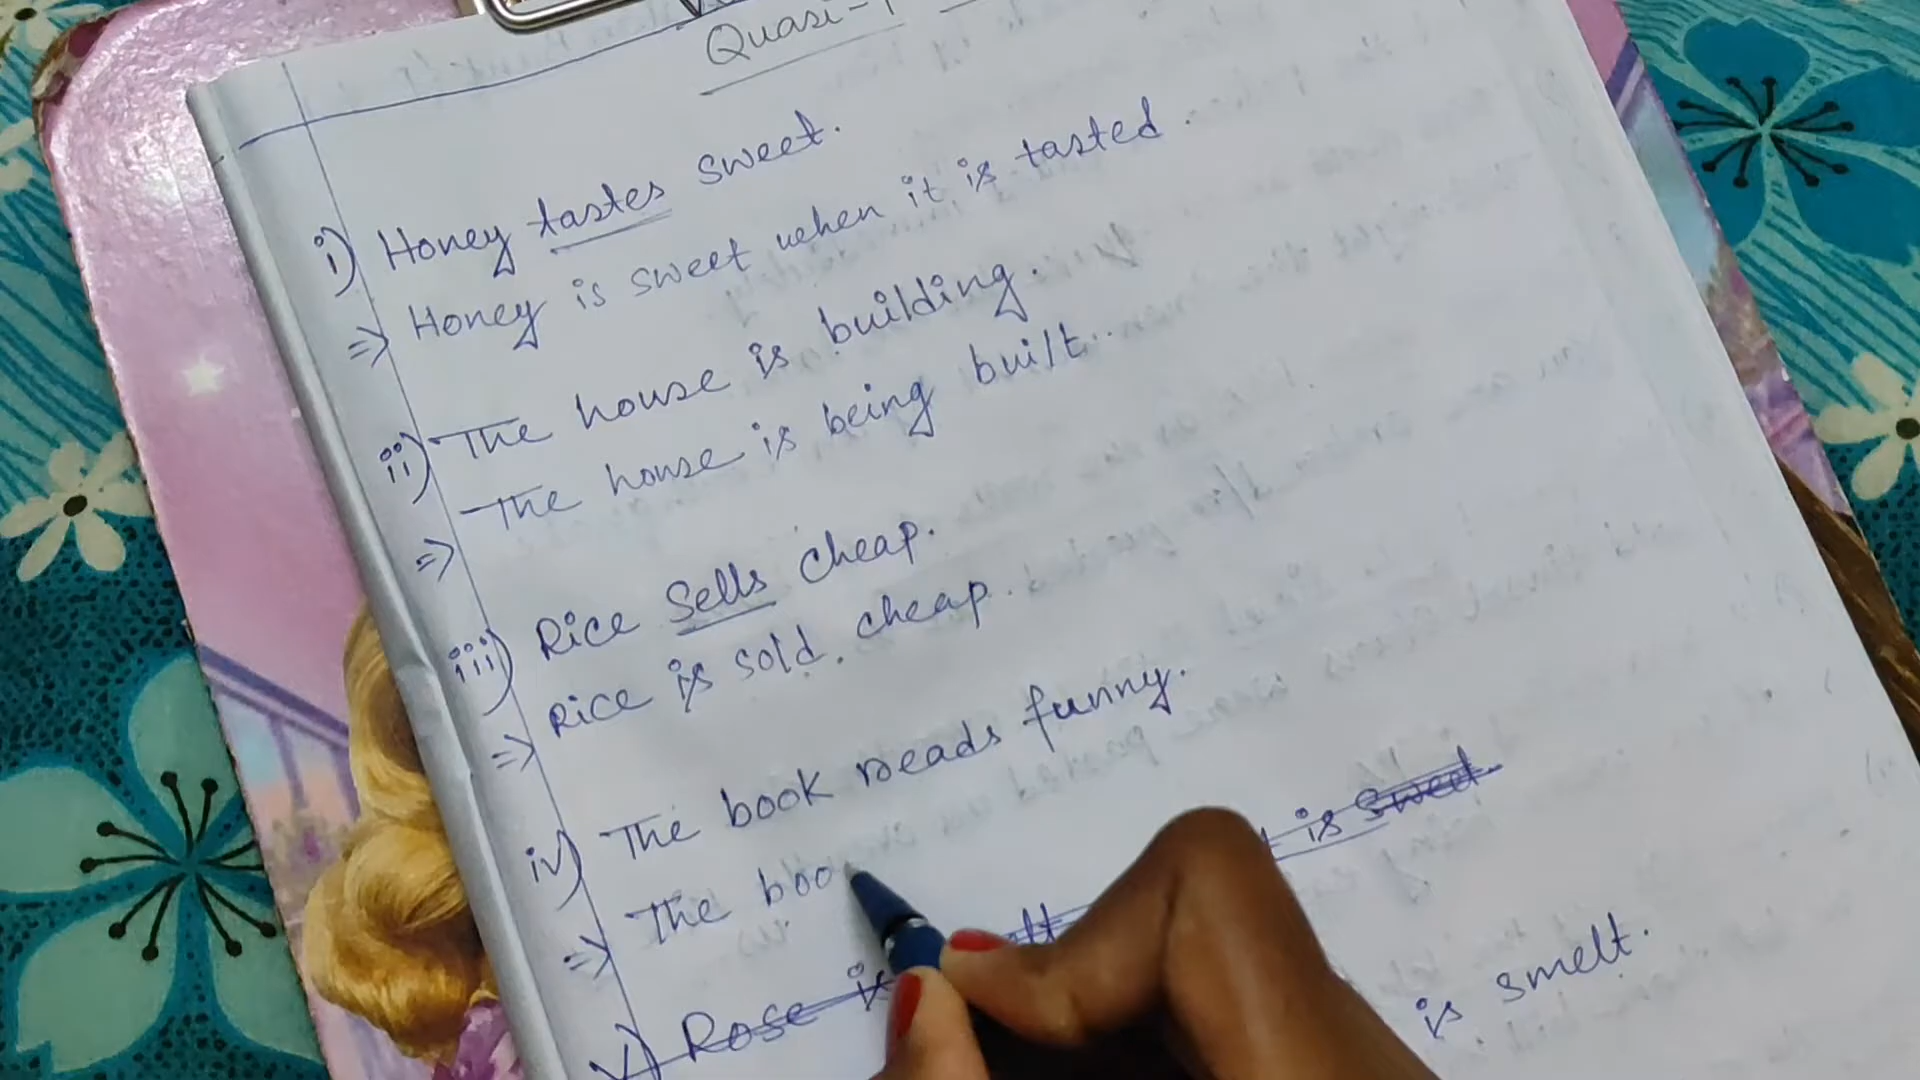 Quasi-
i) Honey tastes sweet.
=> Honey is sweet when it is tasted.
ii) The house is building.
=> The house is being built..
iii) Rice sells cheap.
=> Rice is sold. cheap.
iv) The book reads funny.
=> The boo
is sweet.
v) Rose is
is smelt.